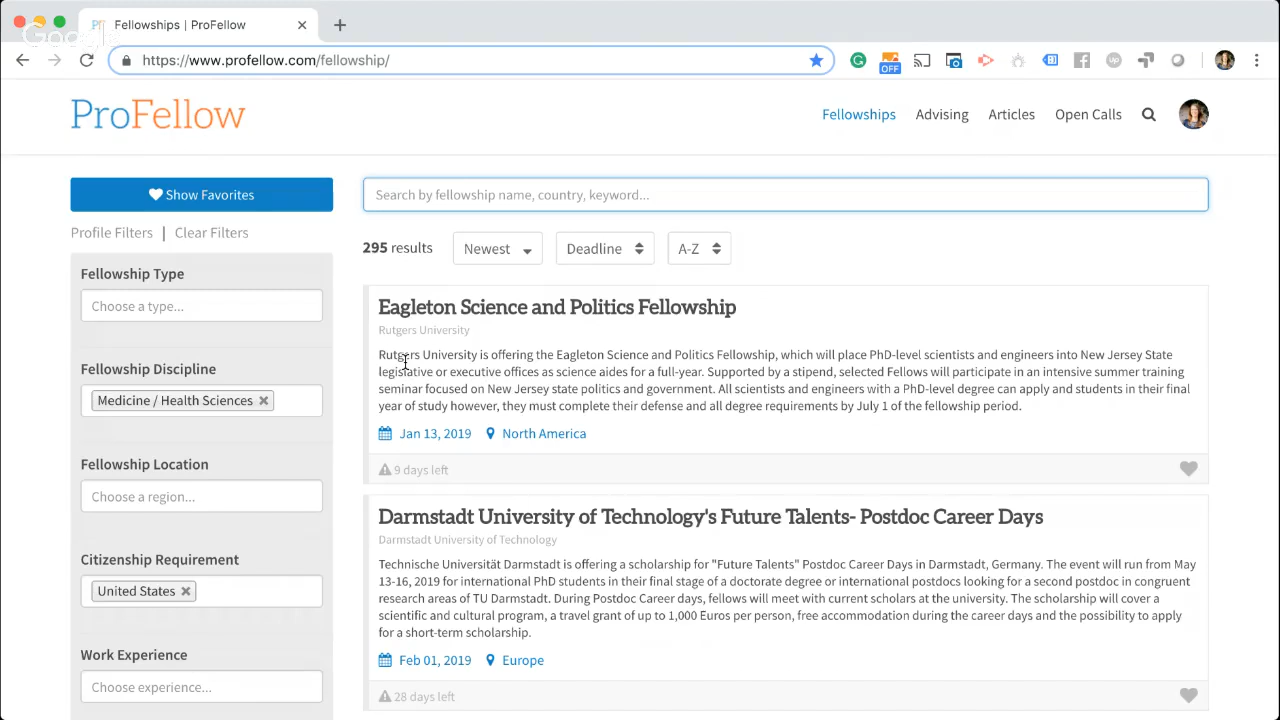 Fellowships | ProFellow
https://www.profellow.com/fellowship/
OFF
ProFellow
Fellowships
Advising
Articles
Open Calls
Show Favorites
Search by fellowship name, country, keyword...
Profile Filters | Clear Filters
295 results
Newest
Deadline
A-Z
Fellowship Type
Choose a type...
Fellowship Discipline
Medicine / Health Sciences
Fellowship Location
Choose a region...
Citizenship Requirement
United States
Work Experience
Choose experience...
Eagleton Science and Politics Fellowship
Rutgers University
Rutgers University is offering the Eagleton Science and Politics Fellowship, which will place PhD-level scientists and engineers into New Jersey State
legislative or executive offices as science aides for a full-year. Supported by a stipend, selected Fellows will participate in an intensive summer training
seminar focused on New Jersey state politics and government. All scientists and engineers with a PhD-level degree can apply and students in their final
year of study however, they must complete their defense and all degree requirements by July 1 of the fellowship period.
Jan 13, 2019 North America
9 days left
Darmstadt University of Technology's Future Talents- Postdoc Career Days
Darmstadt University of Technology
Technische Universität Darmstadt is offering a scholarship for "Future Talents" Postdoc Career Days in Darmstadt, Germany. The event will run from May
13-16, 2019 for international PhD students in their final stage of a doctorate degree or international postdocs looking for a second postdoc in congruent
research areas of TU Darmstadt. During Postdoc Career days, fellows will meet with current scholars at the university. The scholarship will cover a
scientific and cultural program, a travel grant of up to 1,000 Euros per person, free accommodation during the career days and the possibility to apply
for a short-term scholarship.
Feb 01, 2019 Europe
28 days left